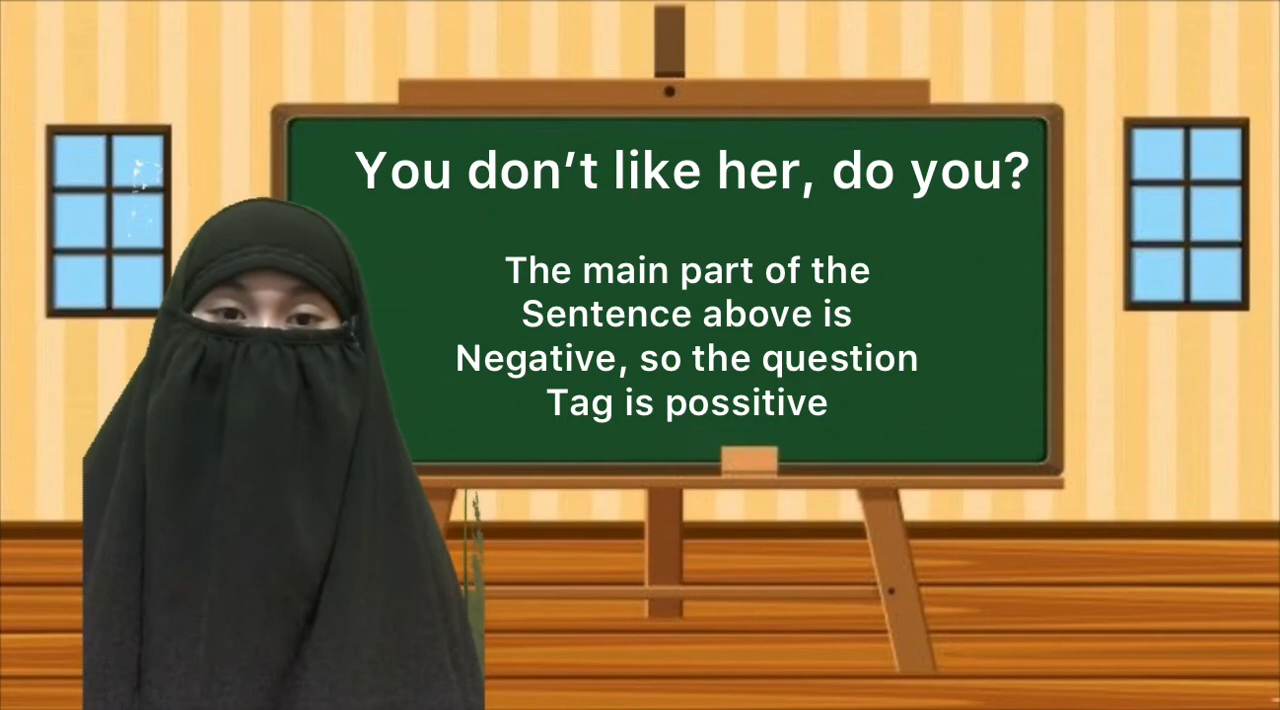 You don’t like her, do you?
The main part of the
Sentence above is
Negative, so the question
Tag is possitive